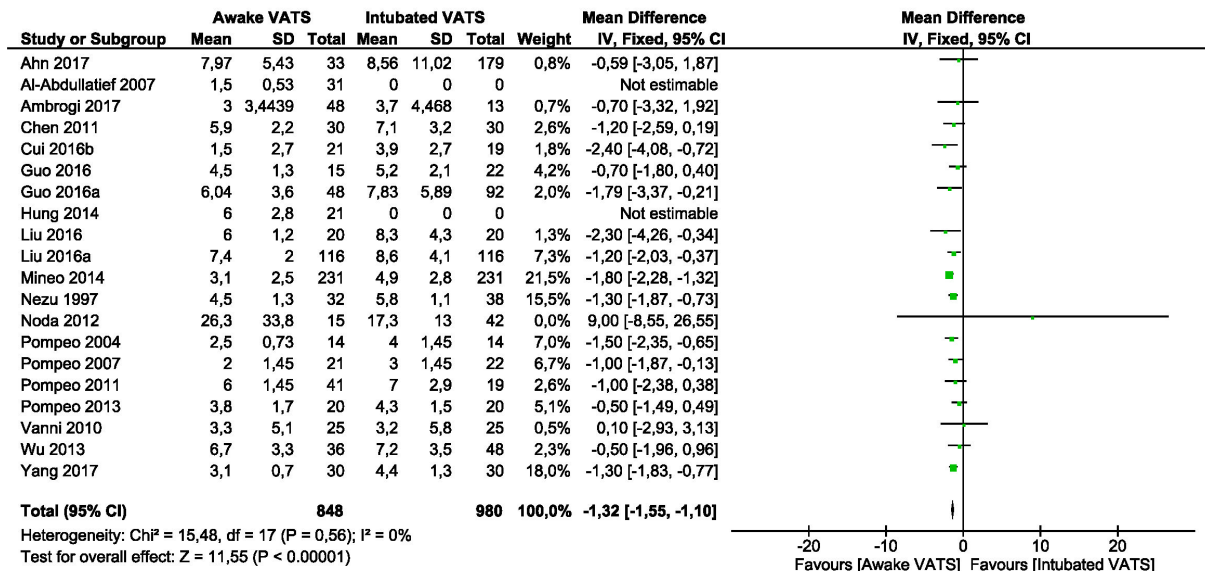 Awake VATS Intubated VATS Mean Difference Mean Difference
Study or Subgroup Mean SD Total Mean SD Total Weight IV, Fixed, 95% CI IV, Fixed, 95% CI
Ahn 2017 7,97 5,43 33 8,56 11,02 179 0,8% -0,59 [-3,05, 1,87]
Al-Abdullatief 2007 1,5 0,53 31 0 0 0 Not estimable
Ambrogi 2017 3 3,4439 48 3,7 4,468 13 0,7% -0,70 [-3,32, 1,92]
Chen 2011 5,9 2,2 30 7,1 3,2 30 2,6% -1,20 [-2,59, 0,19]
Cui 2016b 1,5 2,7 21 3,9 2,7 19 1,8% -2,40 [-4,08, -0,72]
Guo 2016 4,5 1,3 15 5,2 2,1 22 4,2% -0,70 [-1,80, 0,40]
Guo 2016a 6,04 3,6 48 7,83 5,89 92 2,0% -1,79 [-3,37, -0,21]
Hung 2014 6 2,8 21 0 0 0 Not estimable
Liu 2016 6 1,2 20 8,3 4,3 20 1,3% -2,30 [-4,26, -0,34]
Liu 2016a 7,4 2 116 8,6 4,1 116 7,3% -1,20 [-2,03, -0,37]
Mineo 2014 3,1 2,5 231 4,9 2,8 231 21,5% -1,80 [-2,28, -1,32]
Nezu 1997 4,5 1,3 32 5,8 1,1 38 15,5% -1,30 [-1,87, -0,73]
Noda 2012 26,3 33,8 15 17,3 13 42 0,0% 9,00 [-8,55, 26,55]
Pompeo 2004 2,5 0,73 14 4 1,45 14 7,0% -1,50 [-2,35, -0,65]
Pompeo 2007 2 1,45 21 3 1,45 22 6,7% -1,00 [-1,87, -0,13]
Pompeo 2011 6 1,45 41 7 2,9 19 2,6% -1,00 [-2,38, 0,38]
Pompeo 2013 3,8 1,7 20 4,3 1,5 20 5,1% -0,50 [-1,49, 0,49]
Vanni 2010 3,3 5,1 25 3,2 5,8 25 0,5% 0,10 [-2,93, 3,13]
Wu 2013 6,7 3,3 36 7,2 3,5 48 2,3% -0,50 [-1,96, 0,96]
Yang 2017 3,1 0,7 30 4,4 1,3 30 18,0% -1,30 [-1,83, -0,77]
Total (95% CI) 848 980 100,0% -1,32 [-1,55, -1,10]
Heterogeneity: Chi² = 15,48, df = 17 (P = 0,56); I² = 0%
Test for overall effect: Z = 11,55 (P < 0.00001)
-20 -10 0 10 20
Favours [Awake VATS] Favours [Intubated VATS]